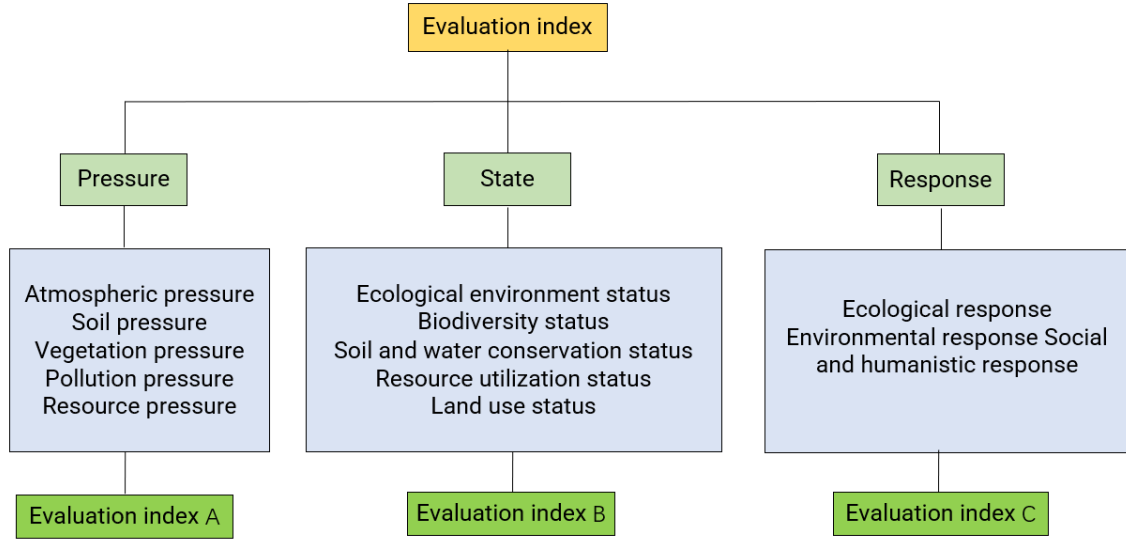 Evaluation index
Pressure
State
Response
Atmospheric pressure
Soil pressure
Vegetation pressure
Pollution pressure
Resource pressure
Ecological environment status
Biodiversity status
Soil and water conservation status
Resource utilization status
Land use status
Ecological response
Environmental response Social
and humanistic response
Evaluation index A
Evaluation index B
Evaluation index C